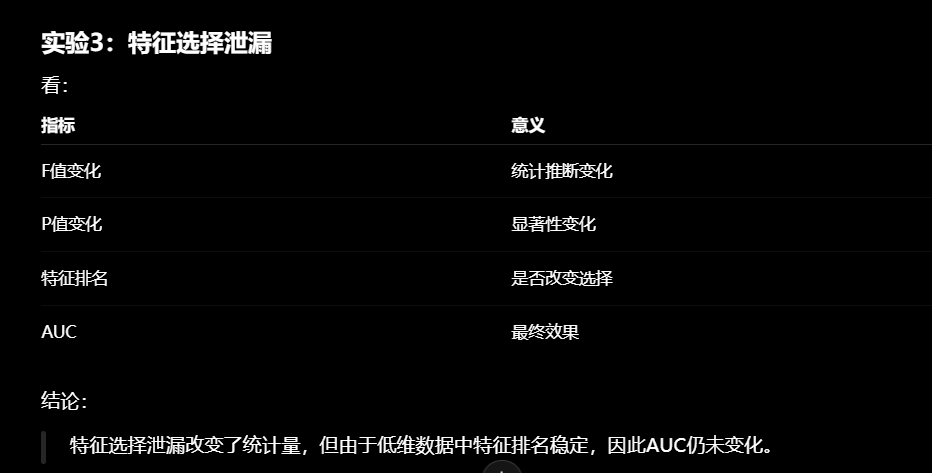 实验3：特征选择泄漏
看：
指标 意义
F值变化 统计推断变化
P值变化 显著性变化
特征排名 是否改变选择
AUC 最终效果
结论：
特征选择泄漏改变了统计量，但由于低维数据中特征排名稳定，因此AUC仍未变化。